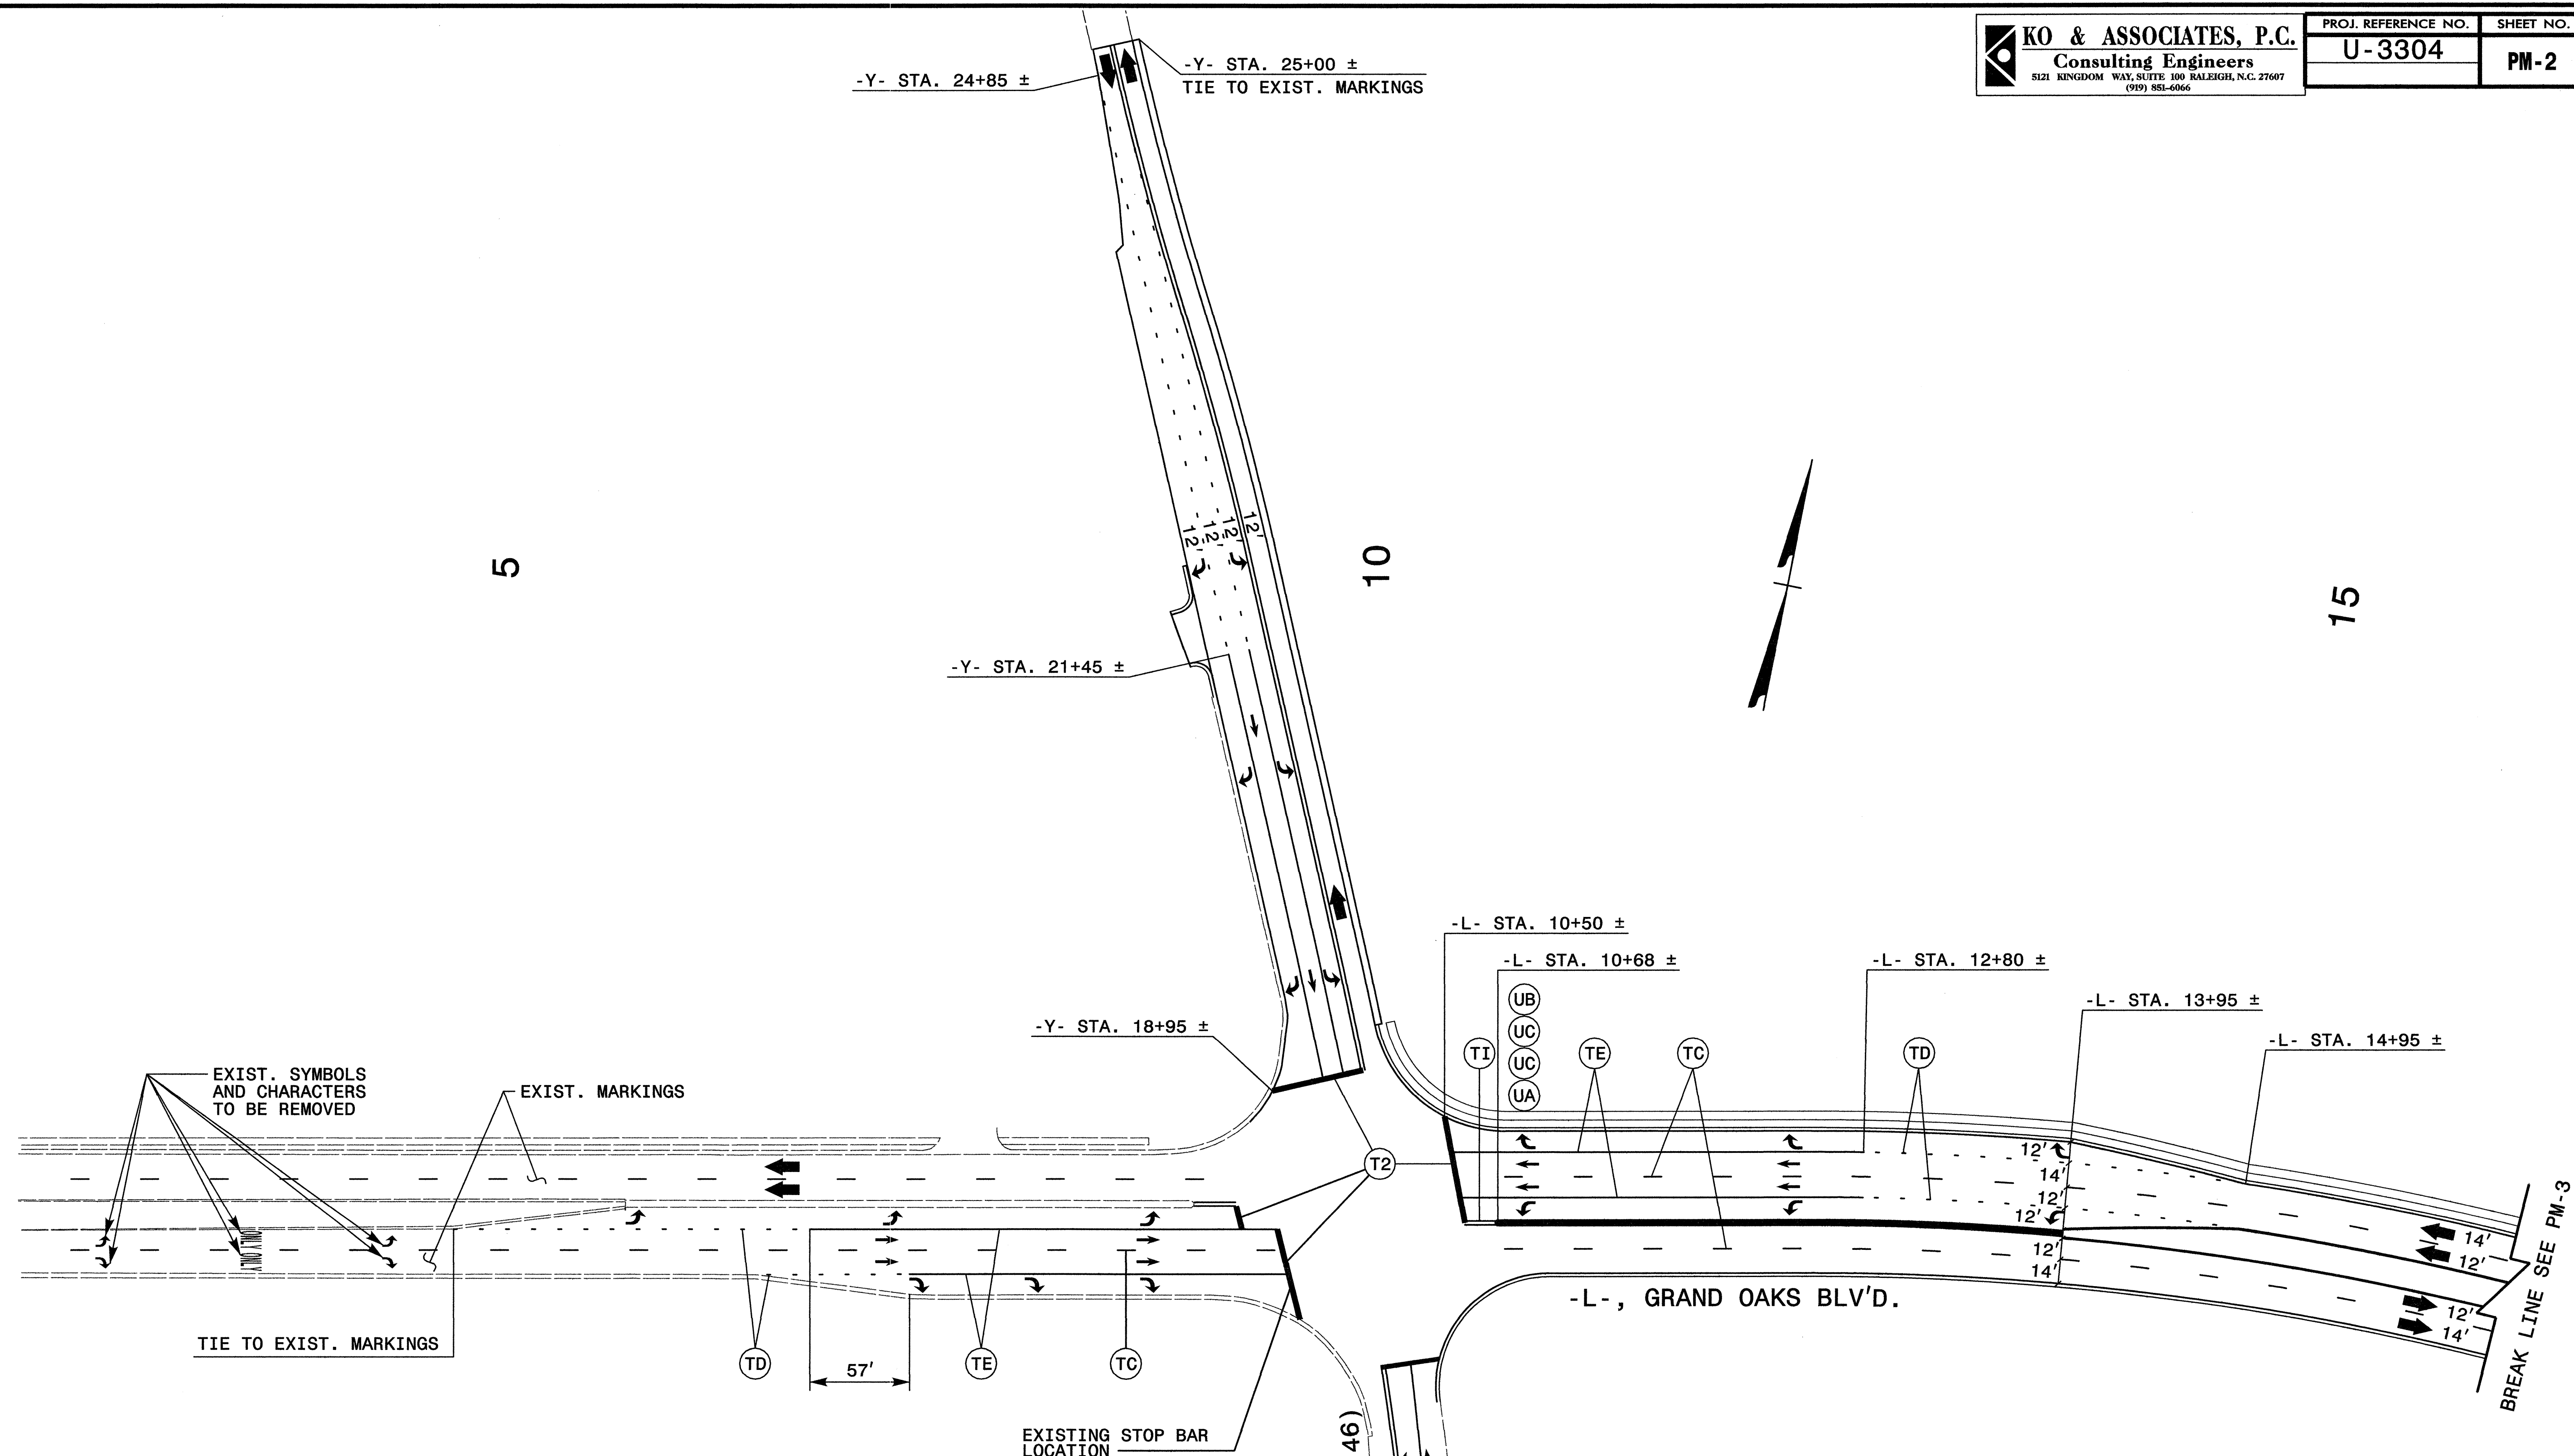 KO & ASSOCIATES, P.C.
Consulting Engineers
5121 KINGDOM WAY, SUITE 100 RALEIGH, N.C. 27607
(919) 851-6066
PROJ. REFERENCE NO.
SHEET NO.
U-3304
PM-2
-Y- STA. 24+85 ±
-Y- STA. 25+00 ±
TIE TO EXIST. MARKINGS
12'
12'
12'
12'
5
10
15
-Y- STA. 21+45 ±
-L- STA. 10+50 ±
-L- STA. 10+68 ±
-L- STA. 12+80 ±
-L- STA. 13+95 ±
-L- STA. 14+95 ±
-Y- STA. 18+95 ±
UB
UC
UC
UA
TI
TE
TC
TD
EXIST. SYMBOLS
AND CHARACTERS
TO BE REMOVED
EXIST. MARKINGS
T2
12'
14'
12'
12'
12'
14'
14'
12'
12'
14'
BREAK LINE SEE PM-3
-L-, GRAND OAKS BLV'D.
TIE TO EXIST. MARKINGS
TD
57'
TE
TC
EXISTING STOP BAR
LOCATION
46)